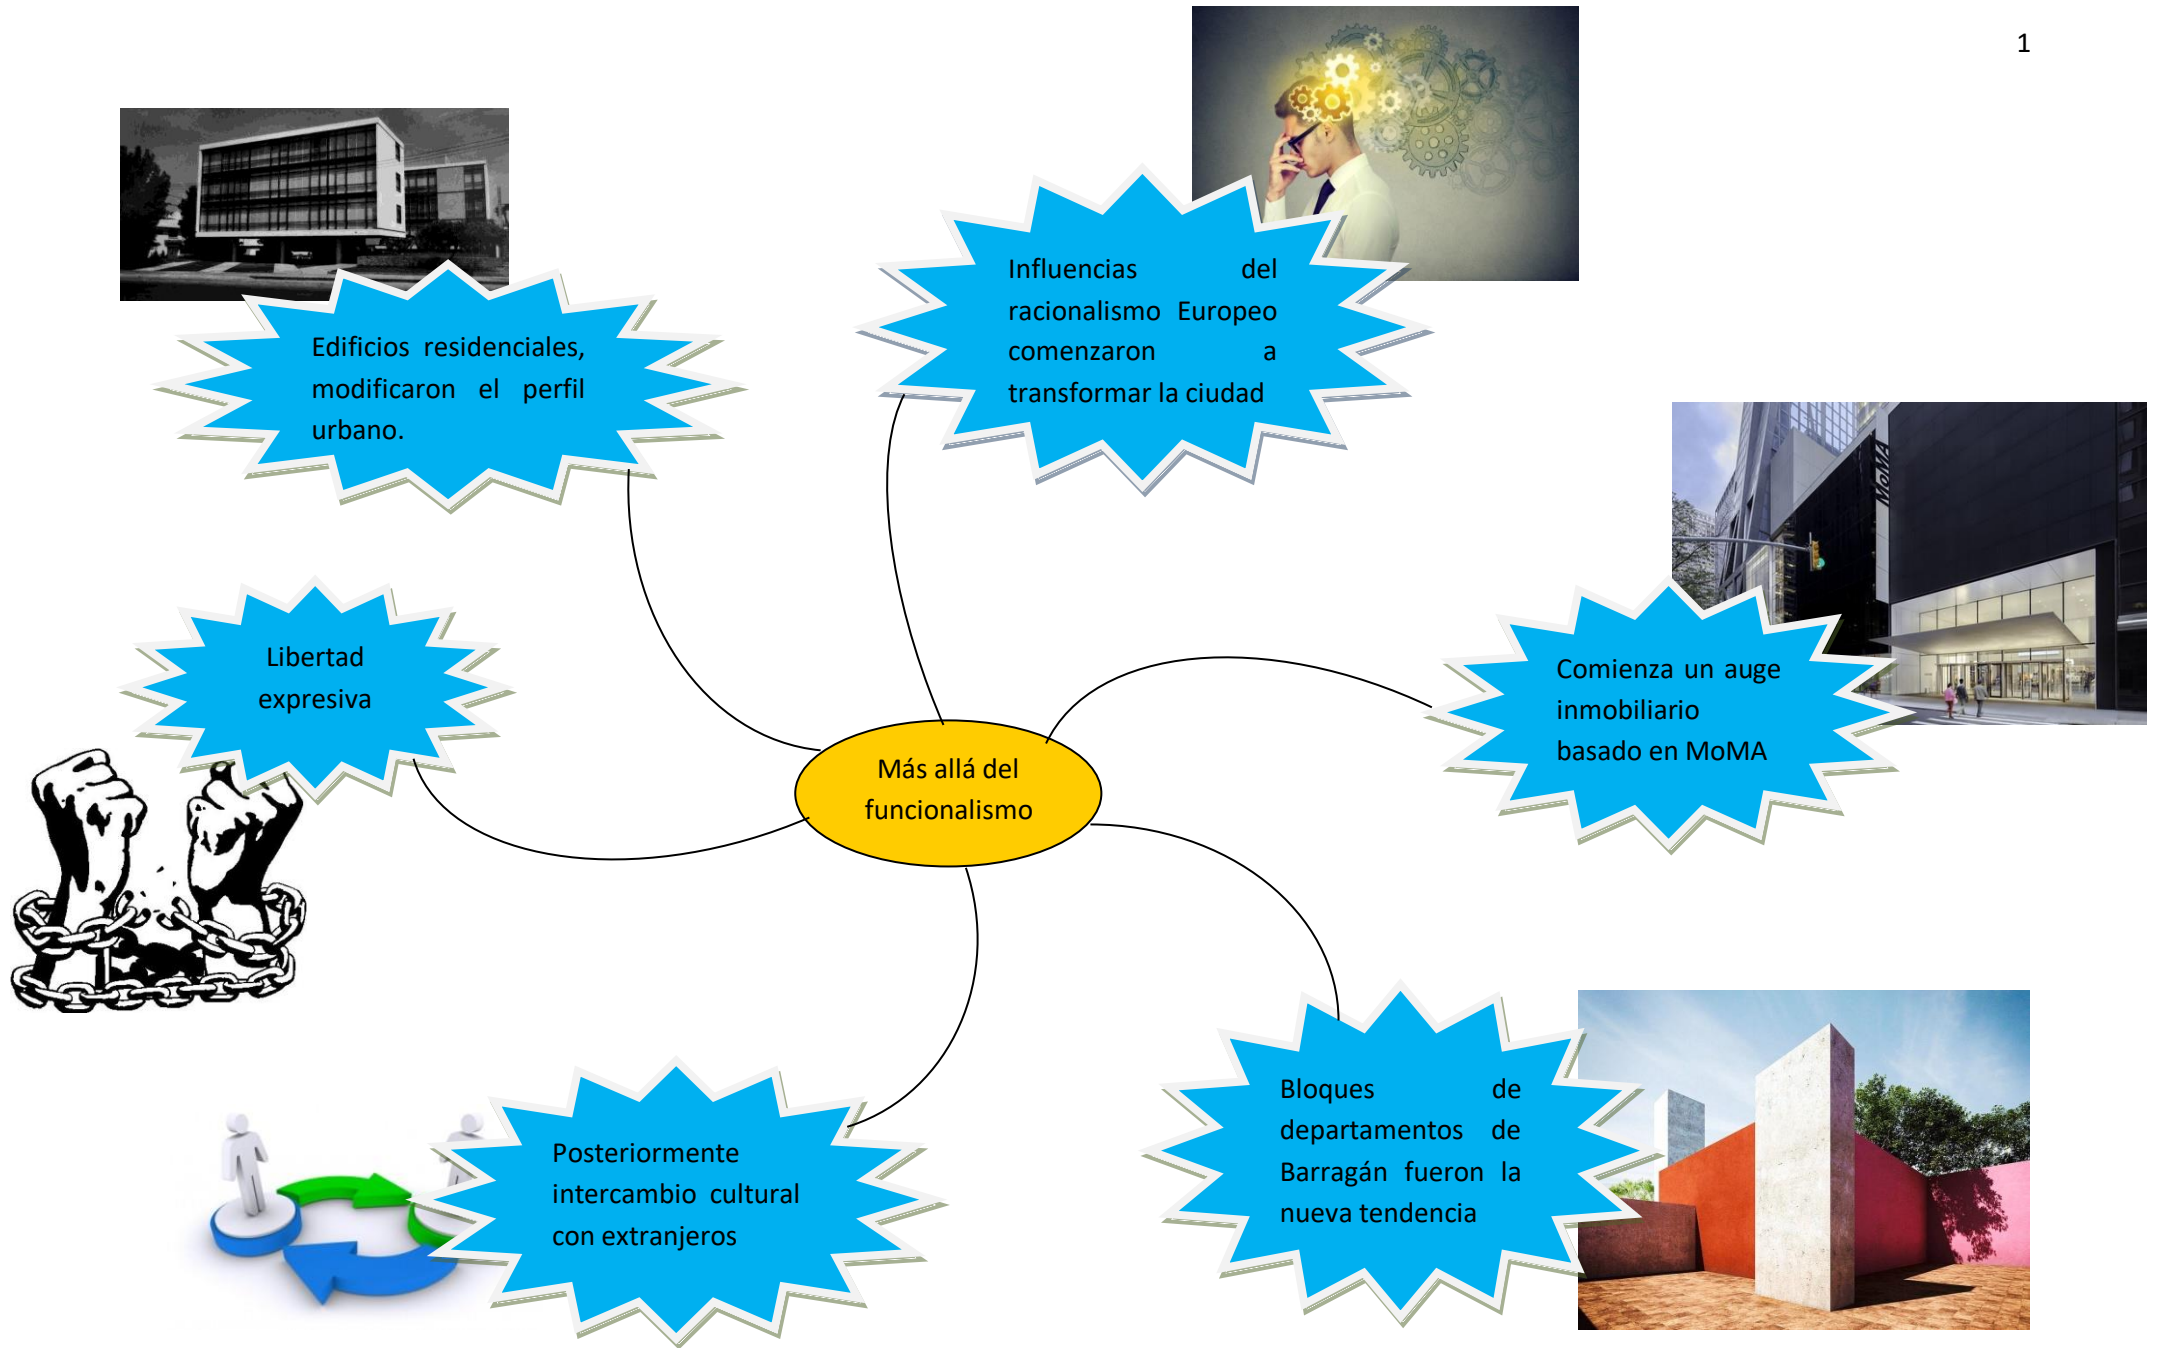 1
Influencias del
racionalismo Europeo
comenzaron a
transformar la ciudad
Edificios residenciales,
modificaron el perfil
urbano.
MoMA
Libertad
expresiva
Comienza un auge
inmobiliario
basado en MoMA
Más allá del
funcionalismo
Bloques de
departamentos de
Barragán fueron la
nueva tendencia
Posteriormente
intercambio cultural
con extranjeros